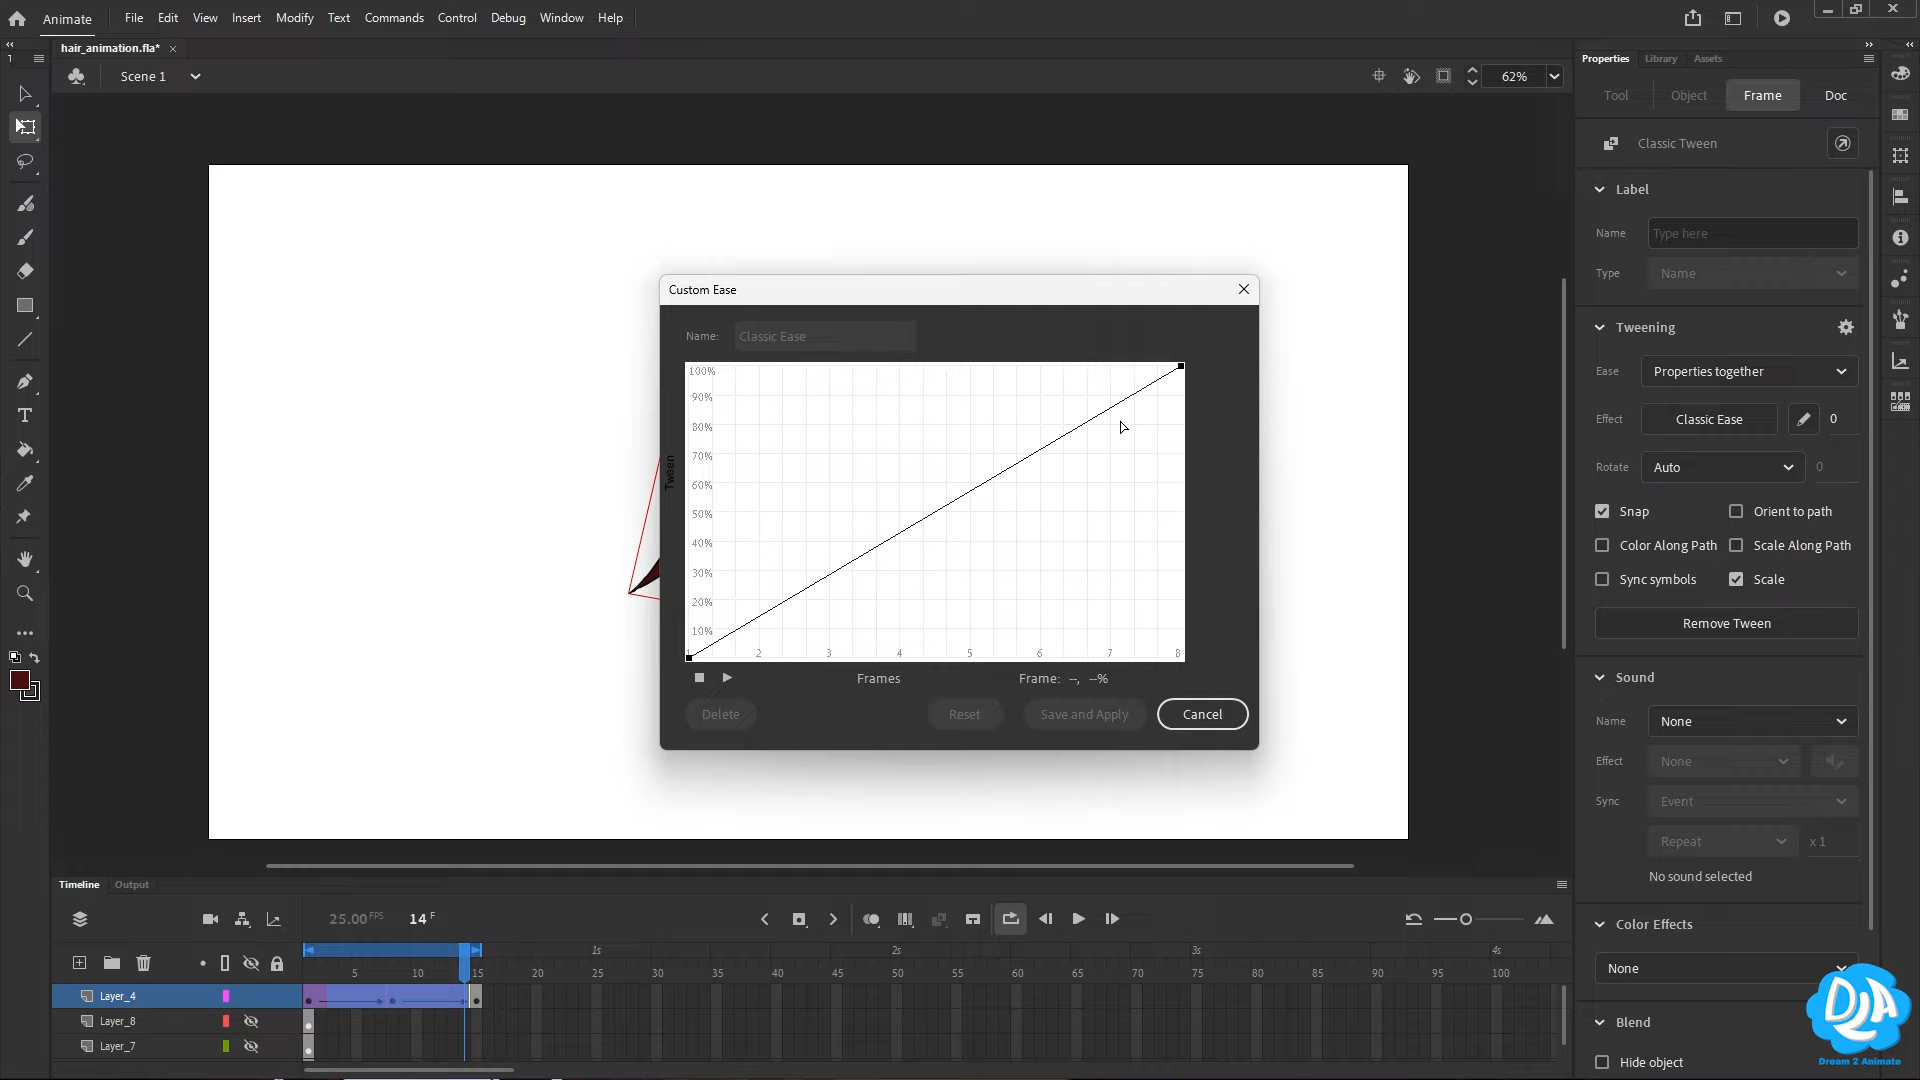 Animate File Edit View Insert Modify Text Commands Control Debug Window Help
hair_animation.fla*
Scene 1
62%
Properties Library Assets
Tool Object Frame Doc
Classic Tween
Label
Name Type here
Type Name
Tweening
Ease Properties together
Effect Classic Ease 0
Rotate Auto 0
Snap Orient to path
Color Along Path Scale Along Path
Sync symbols Scale
Remove Tween
Sound
Name None
Effect None
Sync Event
Repeat x 1
No sound selected
Color Effects
None
Blend
Hide object
Custom Ease
Name: Classic Ease
100%
90%
80%
70%
60%
50%
40%
30%
20%
10%
Tween
1 2 3 4 5 6 7 8
Frames Frame: --, --%
Delete Reset Save and Apply Cancel
Timeline Output
25.00 FPS 14 F
1s 2s 3s 4s
5 10 15 20 25 30 35 40 45 50 55 60 65 70 75 80 85 90 95 100
Layer_4
Layer_8
Layer_7
D2A
Dream 2 Animate